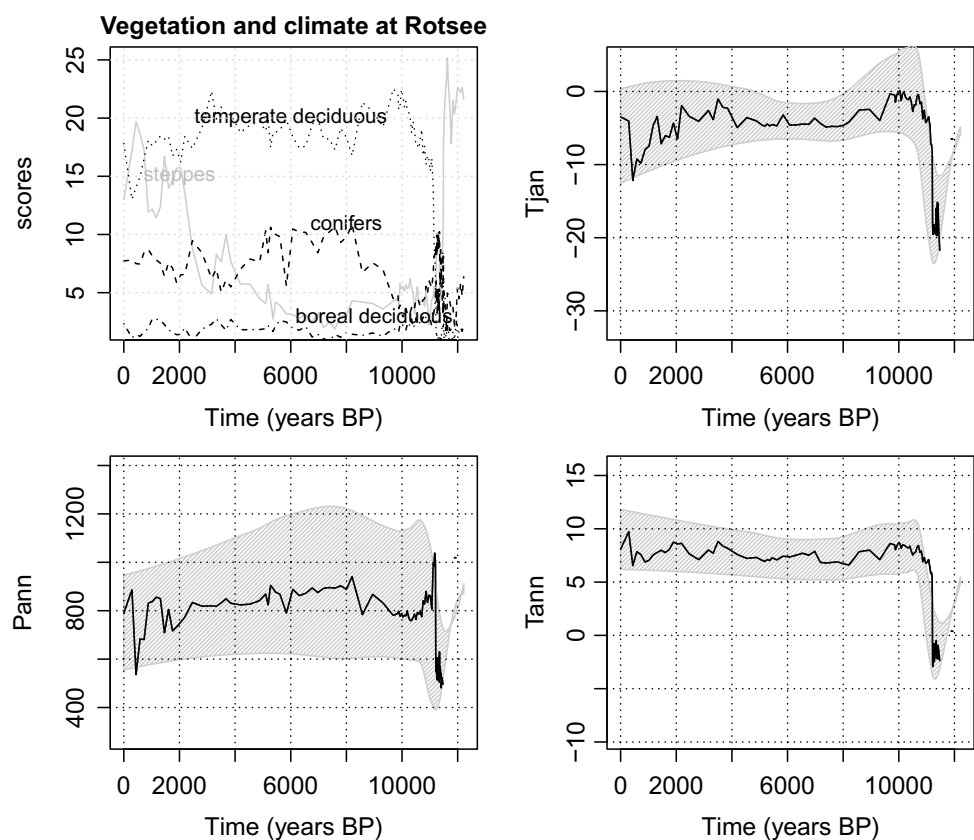 Vegetation and climate at Rotsee
scores
25
20
15
10
5
temperate deciduous
steppes
conifers
boreal deciduous
0 2000 6000 10000
Time (years BP)
Tjan
0
−10
−20
−30
0 2000 6000 10000
Time (years BP)
Pann
1200
800
400
0 2000 6000 10000
Time (years BP)
Tann
15
10
5
0
−10
0 2000 6000 10000
Time (years BP)